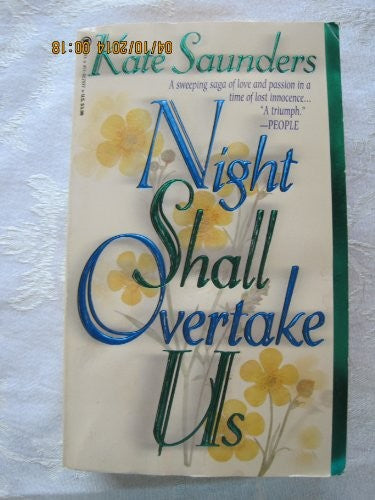 04/10/2014 00:18
Kate Saunders
A sweeping saga of love and passion in a
time of lost innocence...
"A triumph."
—PEOPLE
Night
Shall
Overtake
Us